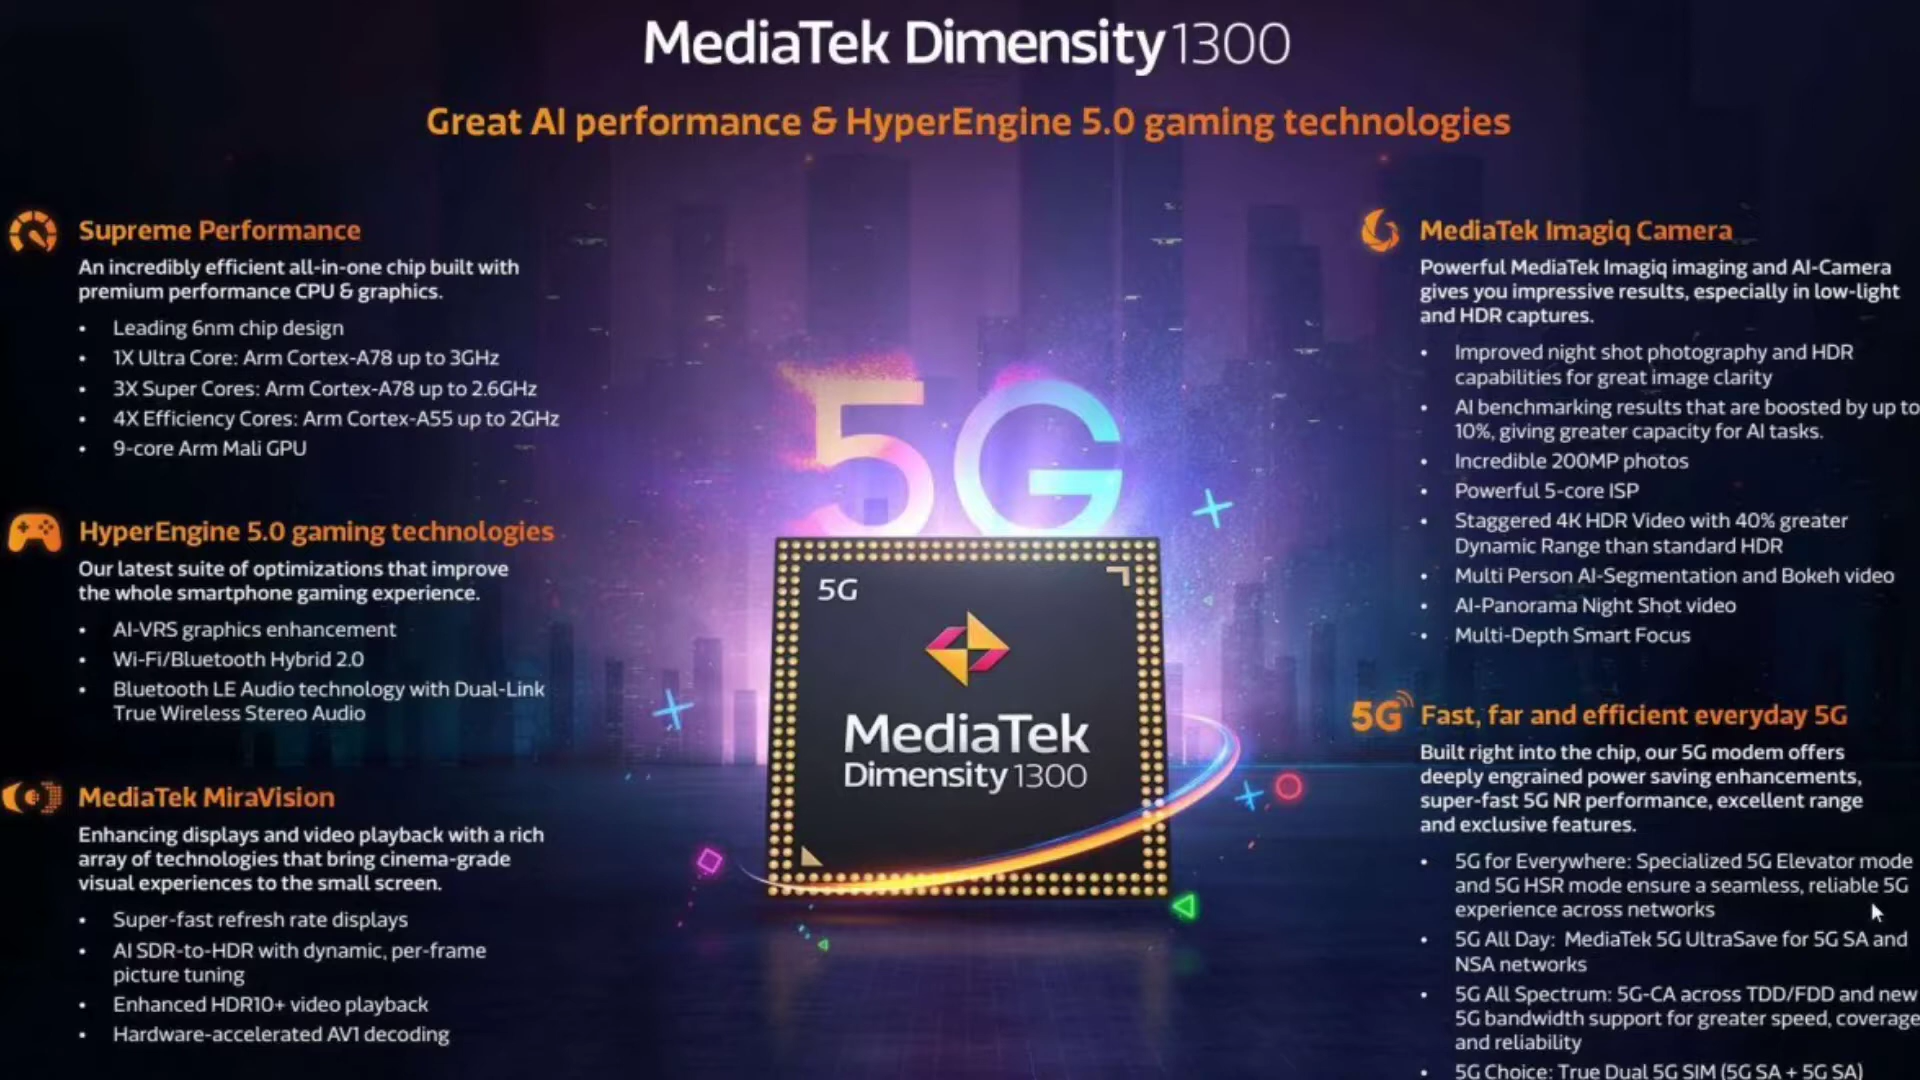 MediaTek Dimensity 1300
Great AI performance & HyperEngine 5.0 gaming technologies
Supreme Performance
An incredibly efficient all-in-one chip built with
premium performance CPU & graphics.
• Leading 6nm chip design
• 1X Ultra Core: Arm Cortex-A78 up to 3GHz
• 3X Super Cores: Arm Cortex-A78 up to 2.6GHz
• 4X Efficiency Cores: Arm Cortex-A55 up to 2GHz
• 9-core Arm Mali GPU
HyperEngine 5.0 gaming technologies
Our latest suite of optimizations that improve
the whole smartphone gaming experience.
• AI-VRS graphics enhancement
• Wi-Fi/Bluetooth Hybrid 2.0
• Bluetooth LE Audio technology with Dual-Link
True Wireless Stereo Audio
MediaTek MiraVision
Enhancing displays and video playback with a rich
array of technologies that bring cinema-grade
visual experiences to the small screen.
• Super-fast refresh rate displays
• AI SDR-to-HDR with dynamic, per-frame
picture tuning
• Enhanced HDR10+ video playback
• Hardware-accelerated AV1 decoding
5G
5G
MediaTek
Dimensity 1300
MediaTek Imagiq Camera
Powerful MediaTek Imagiq imaging and AI-Camera
gives you impressive results, especially in low-light
and HDR captures.
• Improved night shot photography and HDR
capabilities for great image clarity
• AI benchmarking results that are boosted by up to
10%, giving greater capacity for AI tasks.
• Incredible 200MP photos
• Powerful 5-core ISP
• Staggered 4K HDR Video with 40% greater
Dynamic Range than standard HDR
• Multi Person AI-Segmentation and Bokeh video
• AI-Panorama Night Shot video
• Multi-Depth Smart Focus
5G Fast, far and efficient everyday 5G
Built right into the chip, our 5G modem offers
deeply engrained power saving enhancements,
super-fast 5G NR performance, excellent range
and exclusive features.
• 5G for Everywhere: Specialized 5G Elevator mode
and 5G HSR mode ensure a seamless, reliable 5G
experience across networks
• 5G All Day: MediaTek 5G UltraSave for 5G SA and
NSA networks
• 5G All Spectrum: 5G-CA across TDD/FDD and new
5G bandwidth support for greater speed, coverage
and reliability
• 5G Choice: True Dual 5G SIM (5G SA + 5G SA)